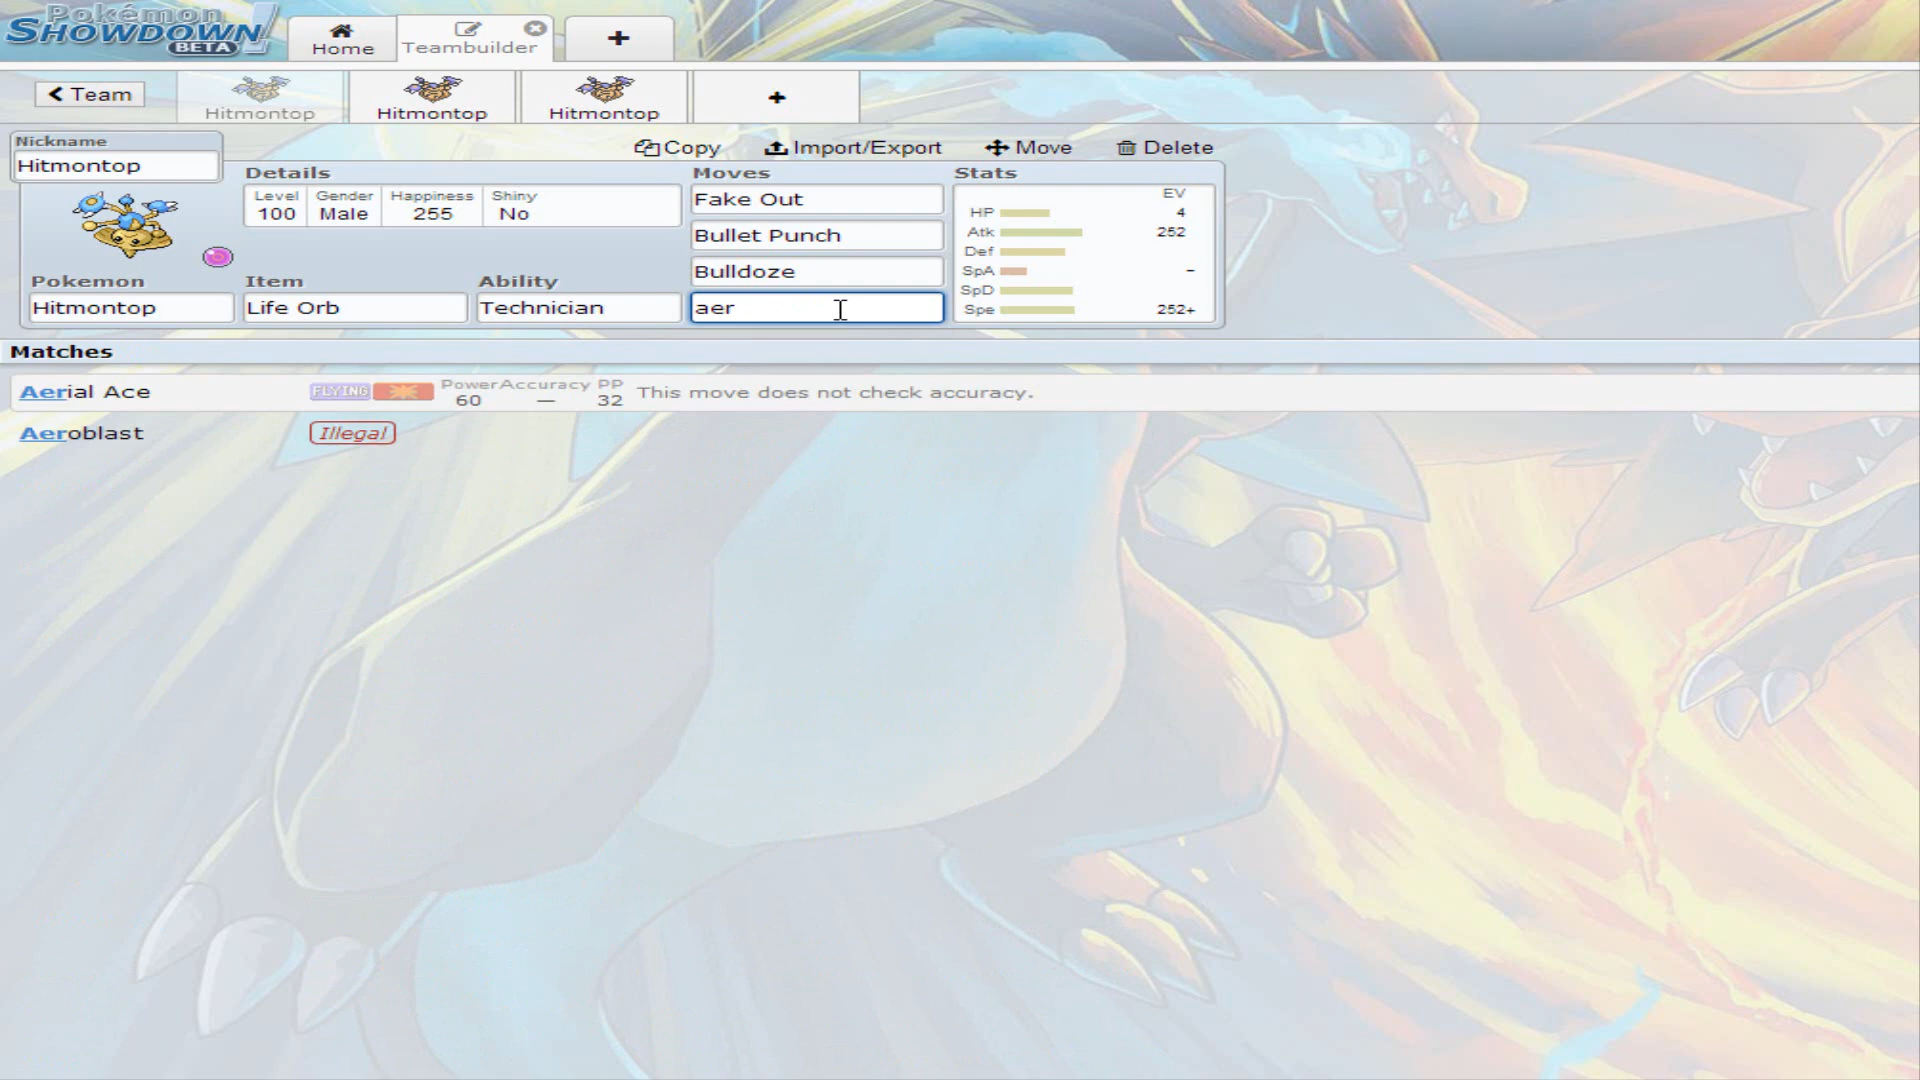 Pokémon
SHOWDOWN!
BETA
Home
Teambuilder
+
< Team
Hitmontop
Hitmontop
Hitmontop
+
Nickname
Hitmontop
Copy
Import/Export
Move
Delete
Details
Level Gender Happiness Shiny
100 Male 255 No
Pokemon
Hitmontop
Item
Life Orb
Ability
Technician
Moves
Fake Out
Bullet Punch
Bulldoze
aer
Stats
EV
HP 4
Atk 252
Def
SpA -
SpD
Spe 252+
Matches
Aerial Ace FLYING Power Accuracy PP This move does not check accuracy.
60 — 32
Aeroblast Illegal